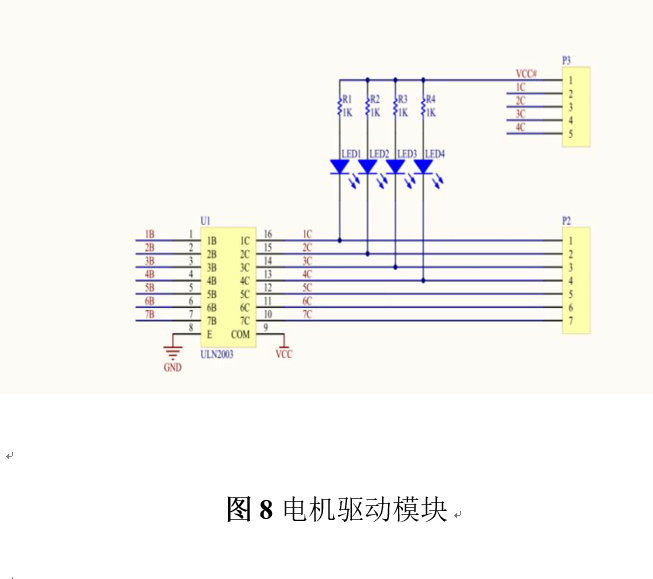 P3
VCC# 1
1C 2
2C 3
3C 4
4C 5
R1 R2 R3 R4
1K 1K 1K 1K
LED1 LED2 LED3 LED4
U1 P2
1B 1 1B 1C 16 1C 1
2B 2 2B 2C 15 2C 2
3B 3 3B 3C 14 3C 3
4B 4 4B 4C 13 4C 4
5B 5 5B 5C 12 5C 5
6B 6 6B 6C 11 6C 6
7B 7 7B 7C 10 7C 7
8 E COM 9
GND ULN2003 VCC
图 8 电机驱动模块